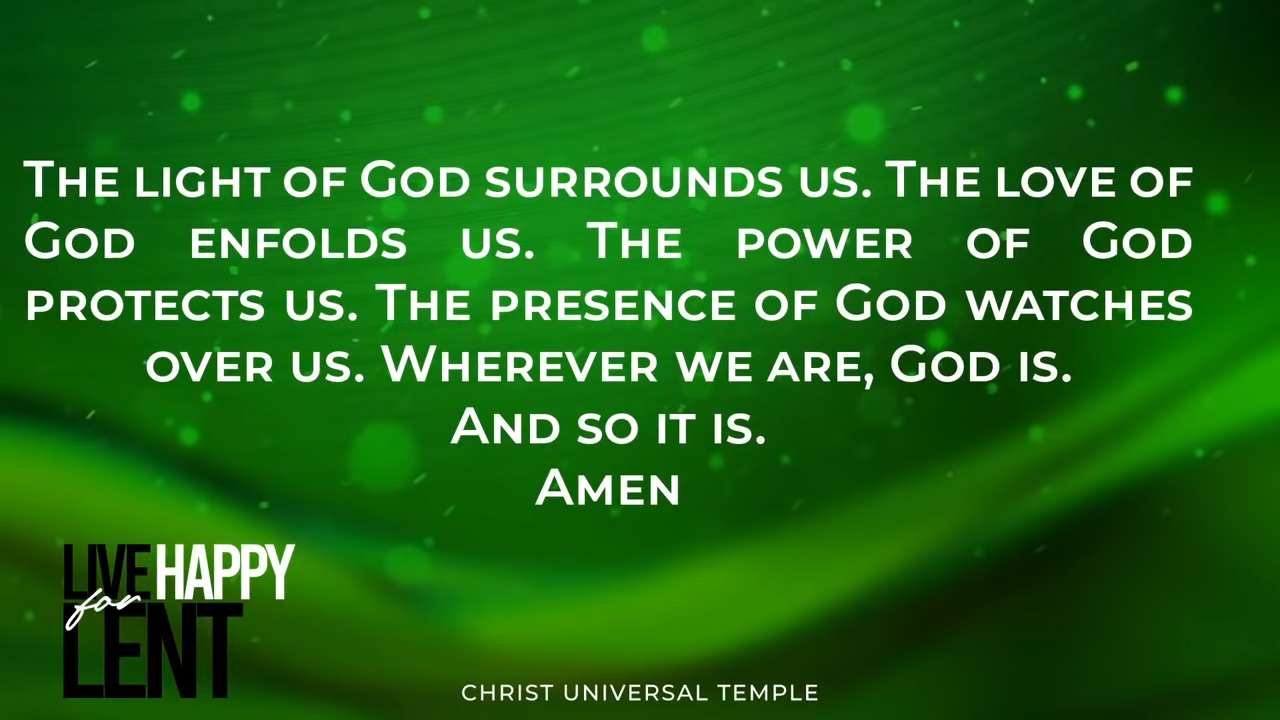 The light of God surrounds us. The love of
God enfolds us. The power of God
protects us. The presence of God watches
over us. Wherever we are, God is.
And so it is.
Amen
LIVE HAPPY
for
LENT
CHRIST UNIVERSAL TEMPLE